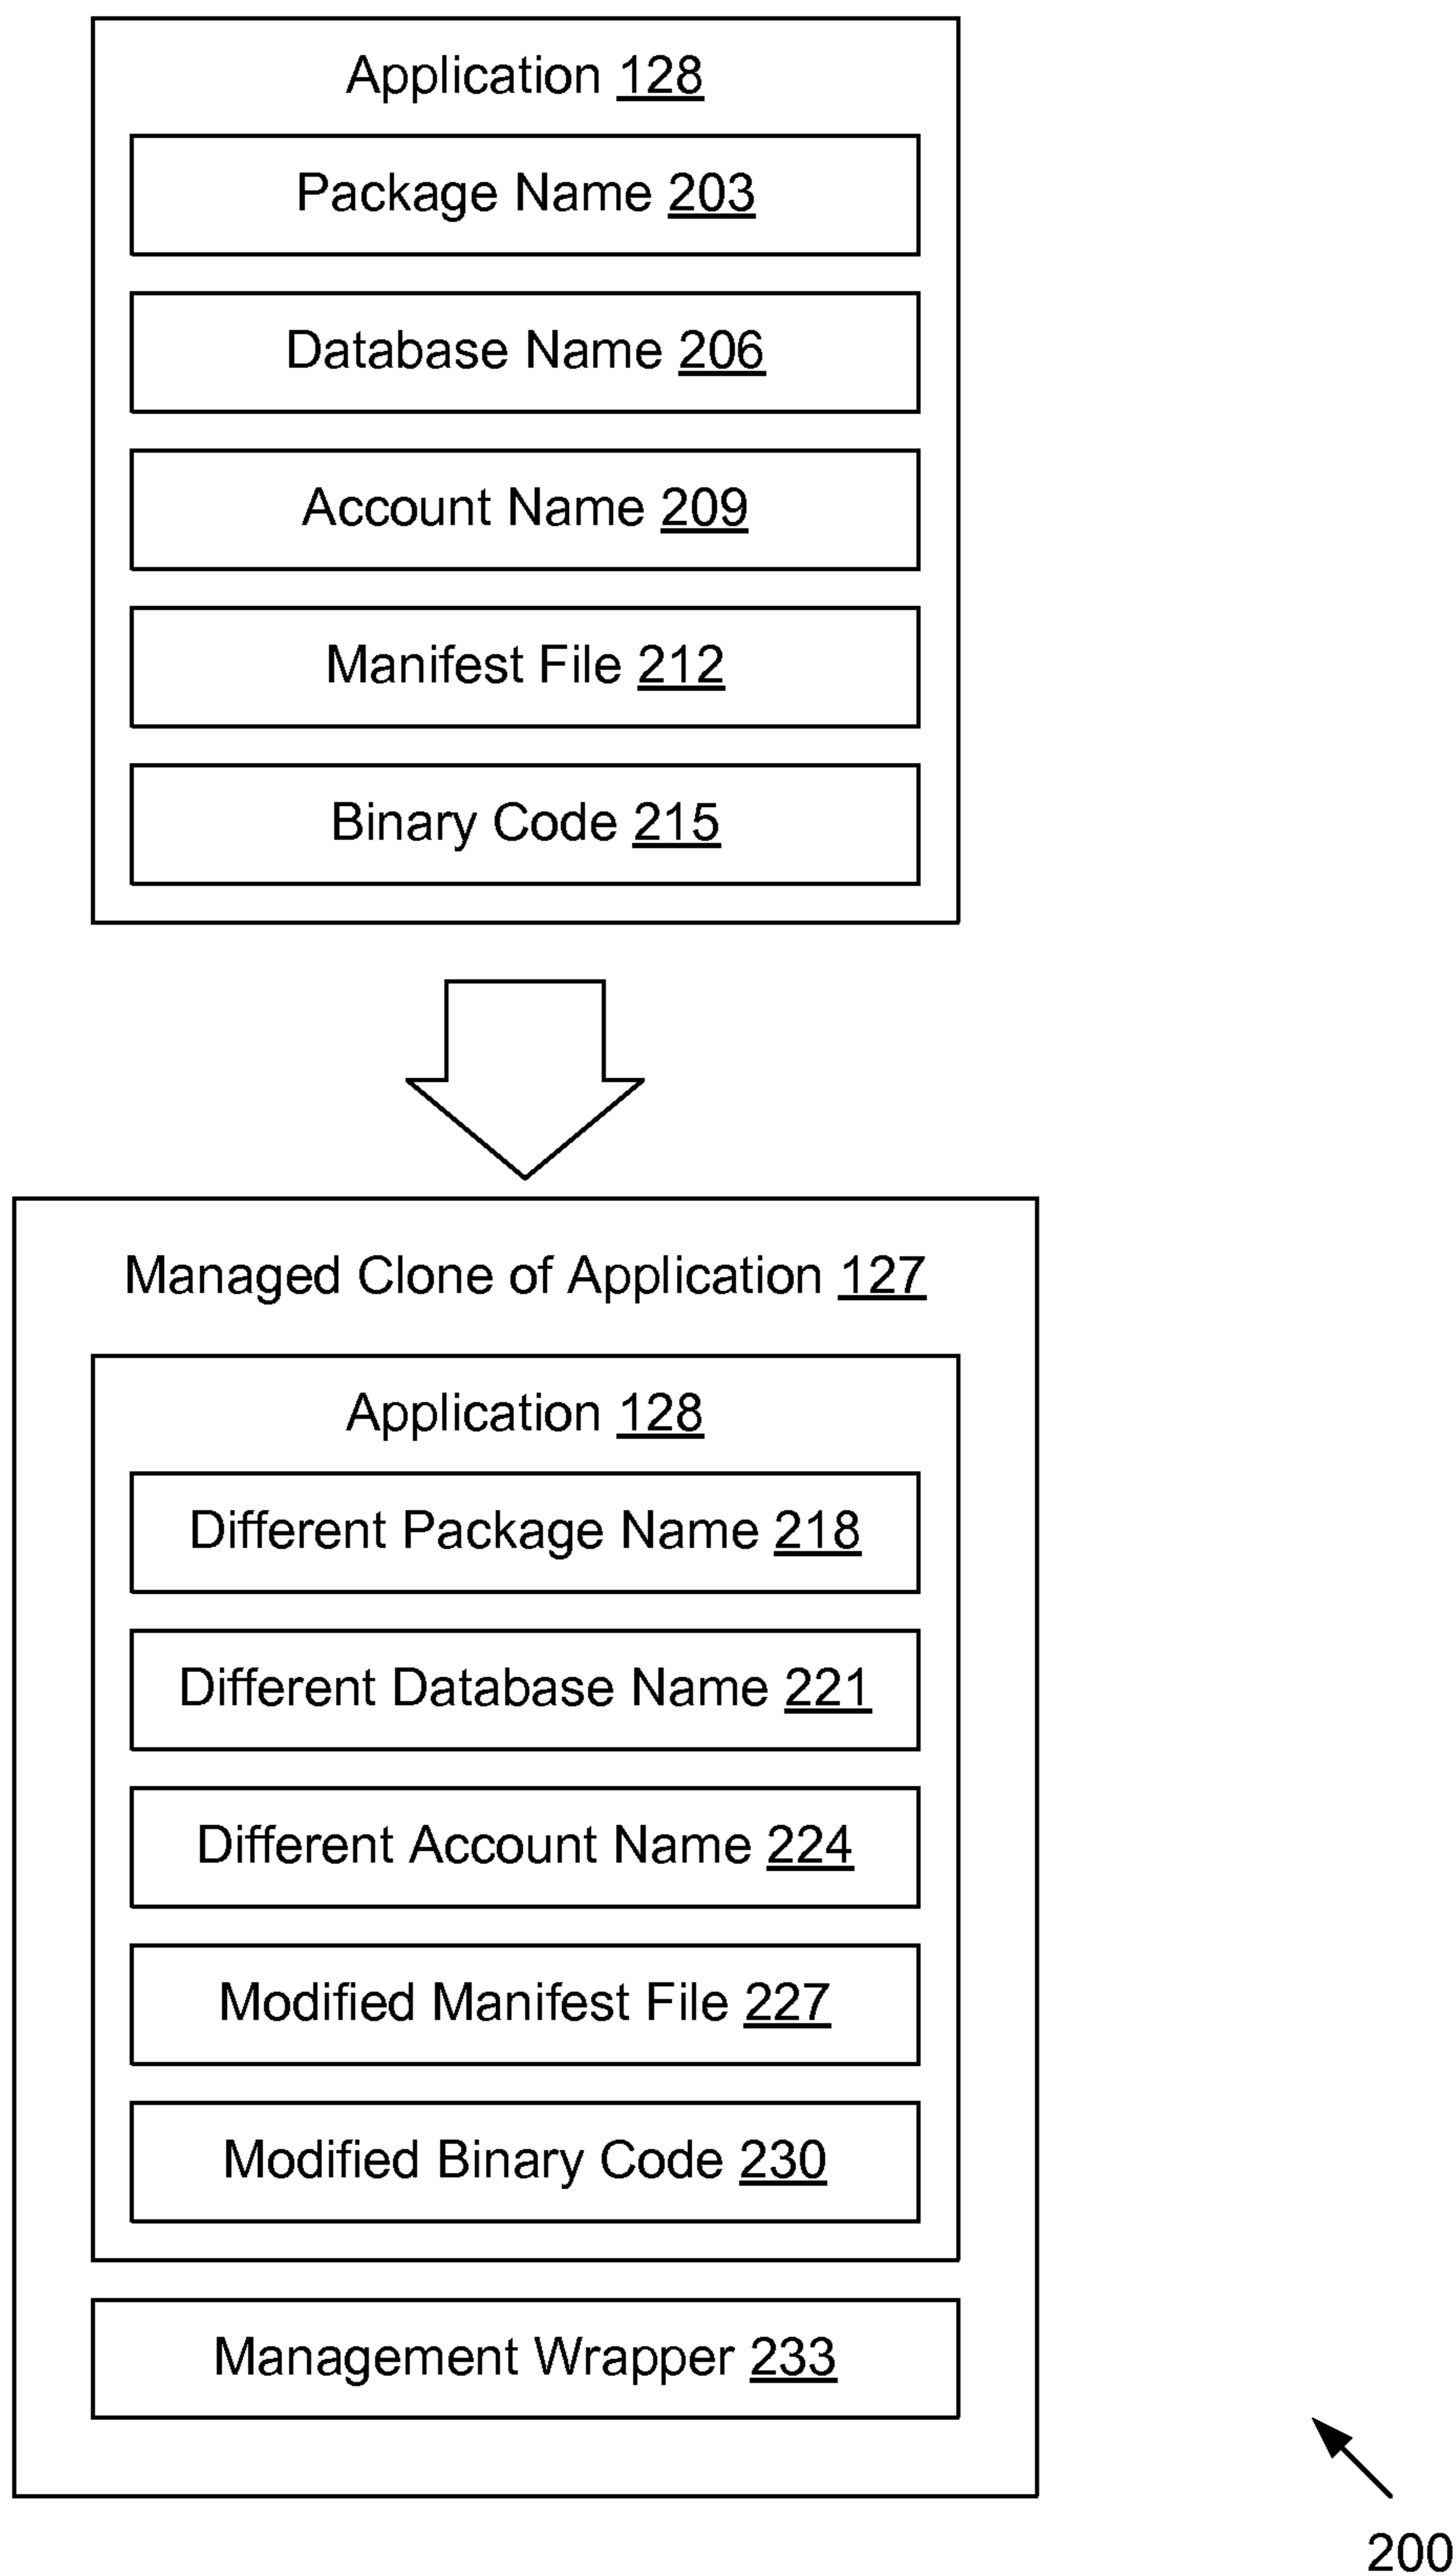 Application 128
Package Name 203
Database Name 206
Account Name 209
Manifest File 212
Binary Code 215
Managed Clone of Application 127
Application 128
Different Package Name 218
Different Database Name 221
Different Account Name 224
Modified Manifest File 227
Modified Binary Code 230
Management Wrapper 233
200